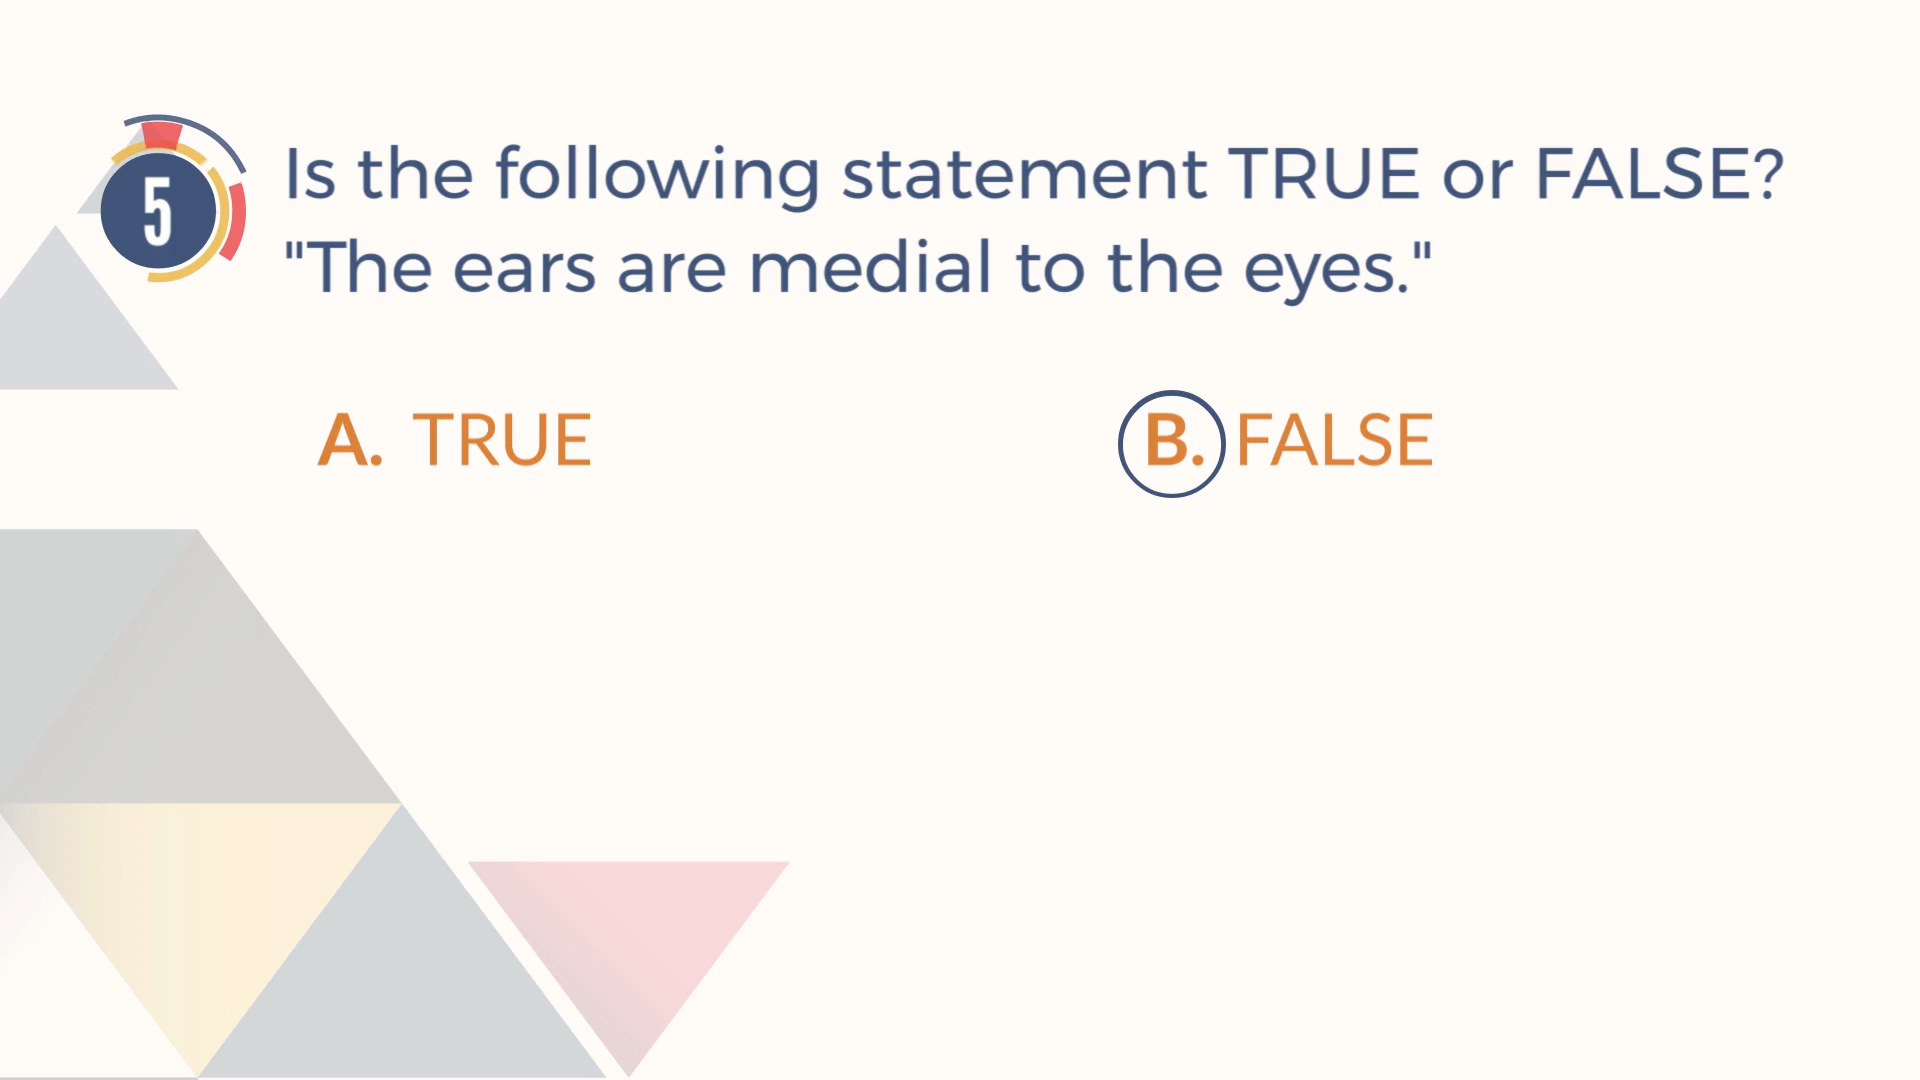 5
Is the following statement TRUE or FALSE?
"The ears are medial to the eyes."
A. TRUE
B. FALSE